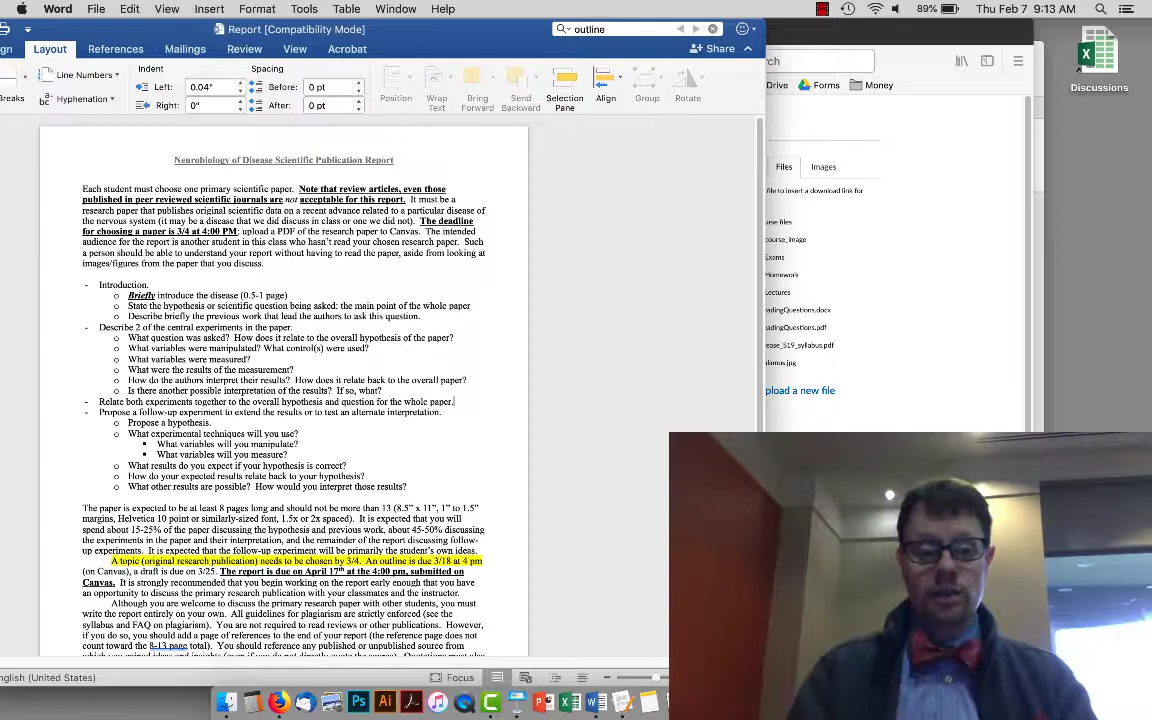 Word File Edit View Insert Format Tools Table Window Help 89% Thu Feb 7 9:13 AM
Report [Compatibility Mode] outline
Layout References Mailings Review View Acrobat Share
Indent Spacing
Line Numbers Left: 0.04" Before: 0 pt
Breaks Hyphenation Right: 0" After: 0 pt
Position Wrap Text Bring Forward Send Backward Selection Pane Align Group Rotate
Drive Forms Money
Discussions
Neurobiology of Disease Scientific Publication Report
Each student must choose one primary scientific paper. Note that review articles, even those
published in peer reviewed scientific journals are not acceptable for this report. It must be a
research paper that publishes original scientific data on a recent advance related to a particular disease of
the nervous system (it may be a disease that we did discuss in class or one we did not). The deadline
for choosing a paper is 3/4 at 4:00 PM: upload a PDF of the research paper to Canvas. The intended
audience for the report is another student in this class who hasn't read your chosen research paper. Such
a person should be able to understand your report without having to read the paper, aside from looking at
images/figures from the paper that you discuss.
- Introduction.
o Briefly introduce the disease (0.5-1 page)
o State the hypothesis or scientific question being asked: the main point of the whole paper
o Describe briefly the previous work that lead the authors to ask this question.
- Describe 2 of the central experiments in the paper.
o What question was asked? How does it relate to the overall hypothesis of the paper?
o What variables were manipulated? What control(s) were used?
o What variables were measured?
o What were the results of the measurement?
o How do the authors interpret their results? How does it relate back to the overall paper?
o Is there another possible interpretation of the results? If so, what?
- Relate both experiments together to the overall hypothesis and question for the whole paper.
- Propose a follow-up experiment to extend the results or to test an alternate interpretation.
o Propose a hypothesis.
o What experimental techniques will you use?
▪ What variables will you manipulate?
▪ What variables will you measure?
o What results do you expect if your hypothesis is correct?
o How do your expected results relate back to your hypothesis?
o What other results are possible? How would you interpret those results?
The paper is expected to be at least 8 pages long and should not be more than 13 (8.5" x 11", 1" to 1.5"
margins, Helvetica 10 point or similarly-sized font, 1.5x or 2x spaced). It is expected that you will
spend about 15-25% of the paper discussing the hypothesis and previous work, about 45-50% discussing
the experiments in the paper and their interpretation, and the remainder of the report discussing follow-
up experiments. It is expected that the follow-up experiment will be primarily the student's own ideas.
A topic (original research publication) needs to be chosen by 3/4. An outline is due 3/18 at 4 pm
(on Canvas), a draft is due on 3/25. The report is due on April 17th at the 4:00 pm, submitted on
Canvas. It is strongly recommended that you begin working on the report early enough that you have
an opportunity to discuss the primary research publication with your classmates and the instructor.
Although you are welcome to discuss the primary research paper with other students, you must
write the report entirely on your own. All guidelines for plagiarism are strictly enforced (see the
syllabus and FAQ on plagiarism). You are not required to read reviews or other publications. However,
if you do so, you should add a page of references to the end of your report (the reference page does not
count toward the 8-13 page total). You should reference any published or unpublished source from
Files Images
file to insert a download link for
urse files
course_image
Exams
Homework
Lectures
eadingQuestions.docx
eadingQuestions.pdf
ease_S19_syllabus.pdf
alamus.jpg
pload a new file
nglish (United States) Focus